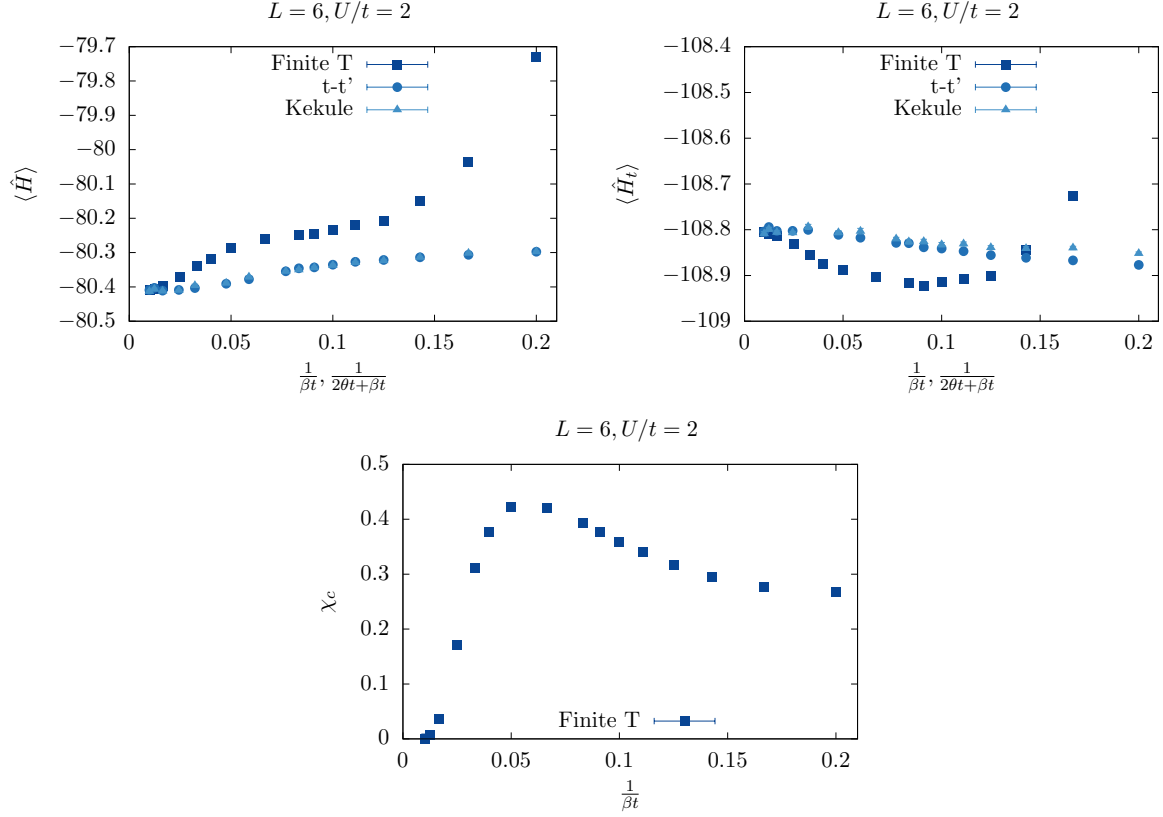 L = 6, U/t = 2
⟨Ĥ⟩
−79.7
−79.8
−79.9
−80
−80.1
−80.2
−80.3
−80.4
−80.5
Finite T
t-t'
Kekule
0 0.05 0.1 0.15 0.2
1/βt, 1/2θt+βt
L = 6, U/t = 2
⟨Ĥₜ⟩
−108.4
−108.5
−108.6
−108.7
−108.8
−108.9
−109
Finite T
t-t'
Kekule
0 0.05 0.1 0.15 0.2
1/βt, 1/2θt+βt
L = 6, U/t = 2
χc
0.5
0.4
0.3
0.2
0.1
0
Finite T
0 0.05 0.1 0.15 0.2
1/βt